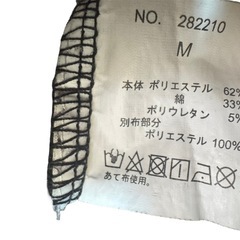 NO. 282210
M
本体 ポリエステル 62%
綿 33%
ポリウレタン 5%
別布部分
ポリエステル 100%
あて布使用。